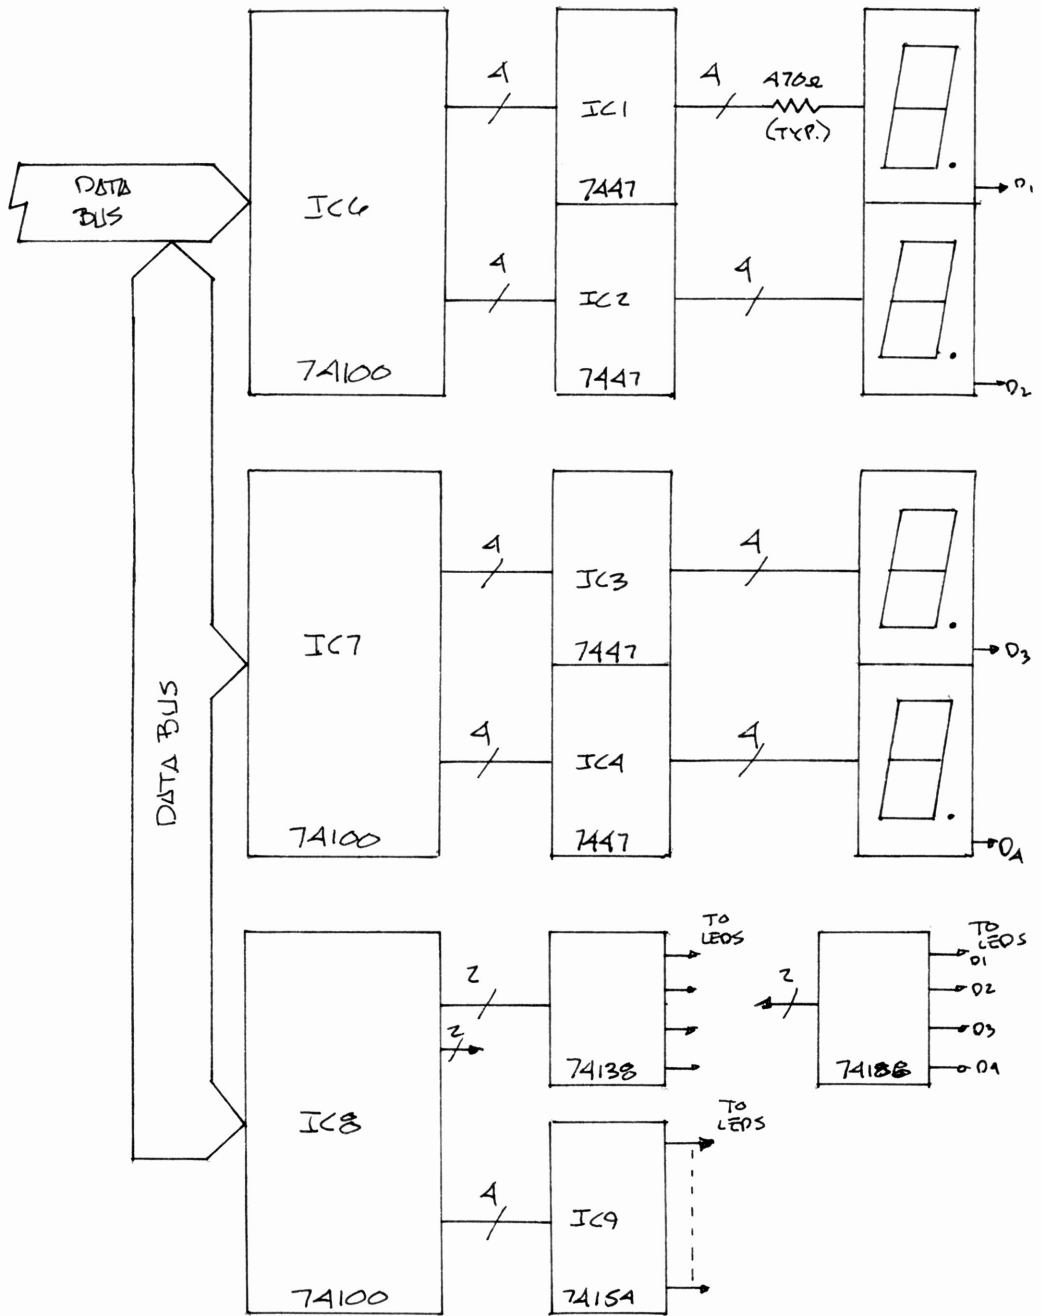 DATA
BUS
IC6
74100
4
IC1
7447
4
470Ω
(TYP.)
D1
4
IC2
7447
4
D2
DATA BUS
IC7
74100
4
IC3
7447
4
D3
4
IC4
7447
4
D4
IC8
74100
2
2
74138
TO
LEDS
2
TO
LEDS
D1
D2
D3
D4
4
IC9
74154
TO
LEDS